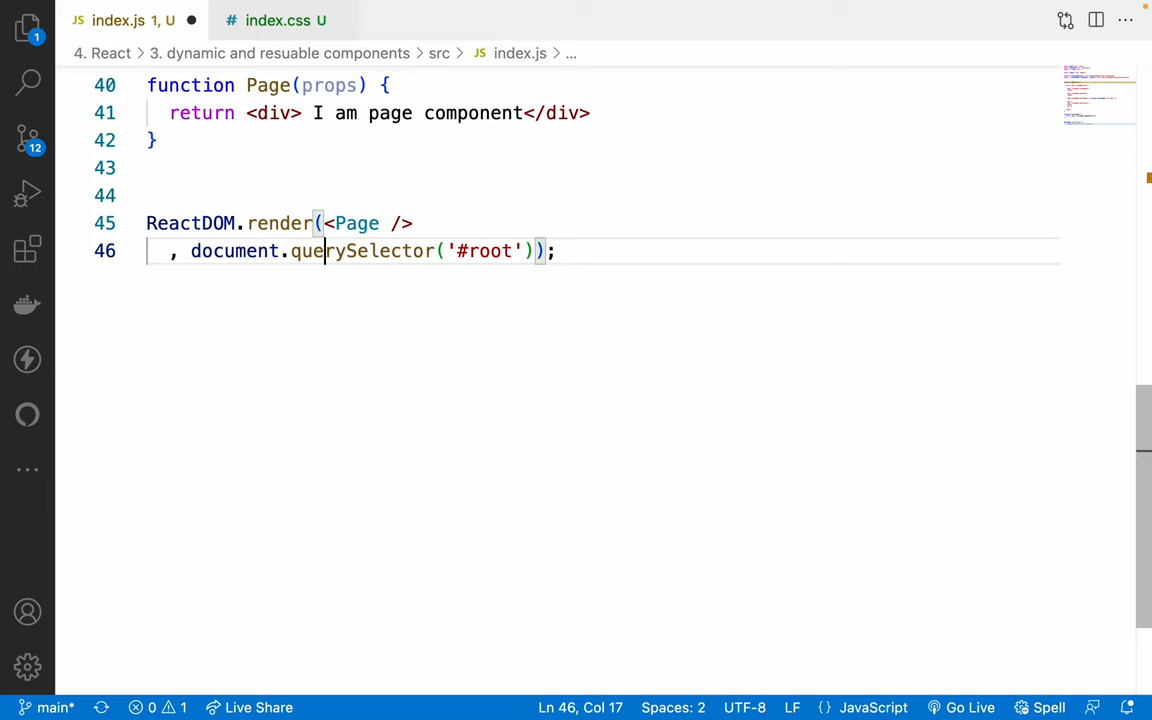 index.js 1, U ●
# index.css U
4. React > 3. dynamic and resuable components > src > JS index.js > ...
40 function Page(props) {
41 return <div> I am page component</div>
42 }
43
44
45 ReactDOM.render(<Page />
46 , document.querySelector('#root'));
1
12
main* 0 1 Live Share Ln 46, Col 17 Spaces: 2 UTF-8 LF {} JavaScript Go Live Spell